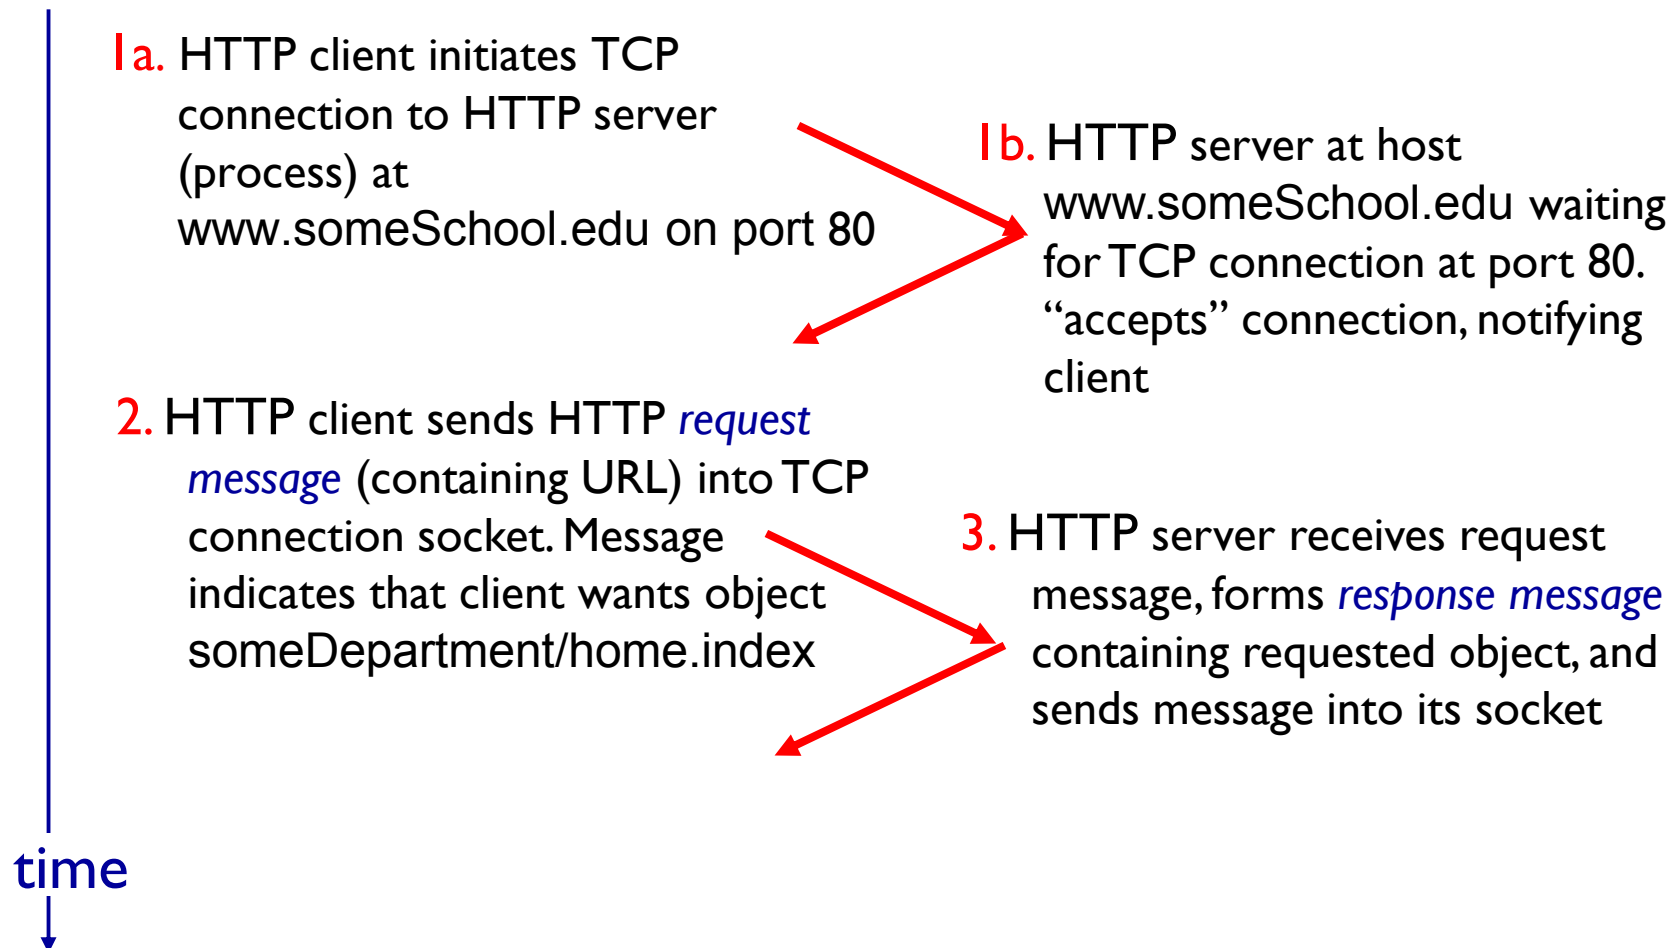 1a. HTTP client initiates TCP
connection to HTTP server
(process) at
www.someSchool.edu on port 80
1b. HTTP server at host
www.someSchool.edu waiting
for TCP connection at port 80.
“accepts” connection, notifying
client
2. HTTP client sends HTTP request
message (containing URL) into TCP
connection socket. Message
indicates that client wants object
someDepartment/home.index
3. HTTP server receives request
message, forms response message
containing requested object, and
sends message into its socket
time